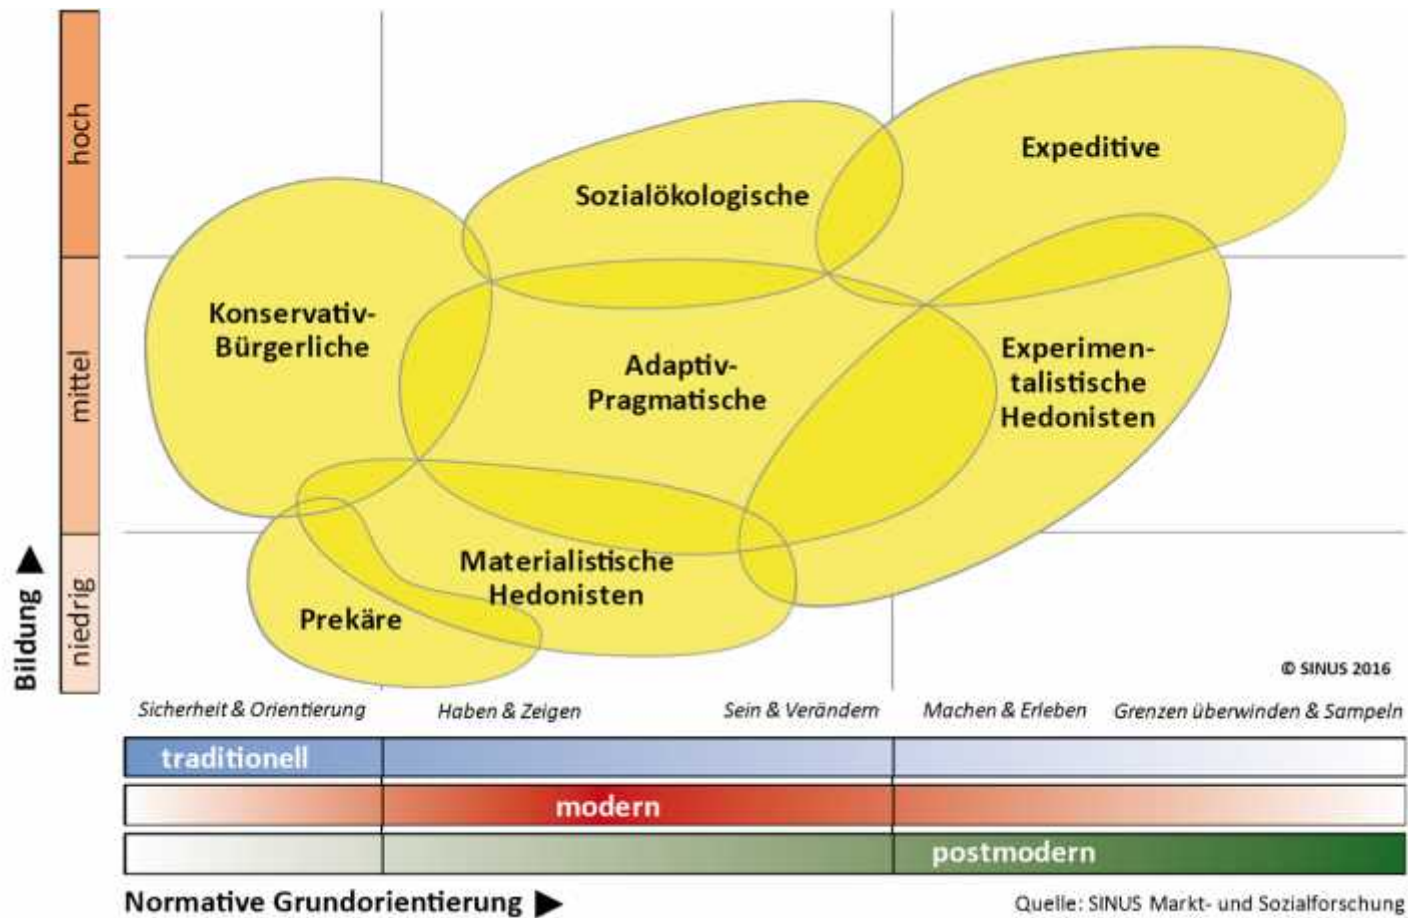 hoch
mittel
niedrig
Bildung ▶
Expeditive
Sozialökologische
Konservativ-
Bürgerliche
Adaptiv-
Pragmatische
Experimen-
talistische
Hedonisten
Materialistische
Hedonisten
Prekäre
© SINUS 2016
Sicherheit & Orientierung
Haben & Zeigen
Sein & Verändern
Machen & Erleben
Grenzen überwinden & Sampeln
traditionell
modern
postmodern
Normative Grundorientierung ▶
Quelle: SINUS Markt- und Sozialforschung